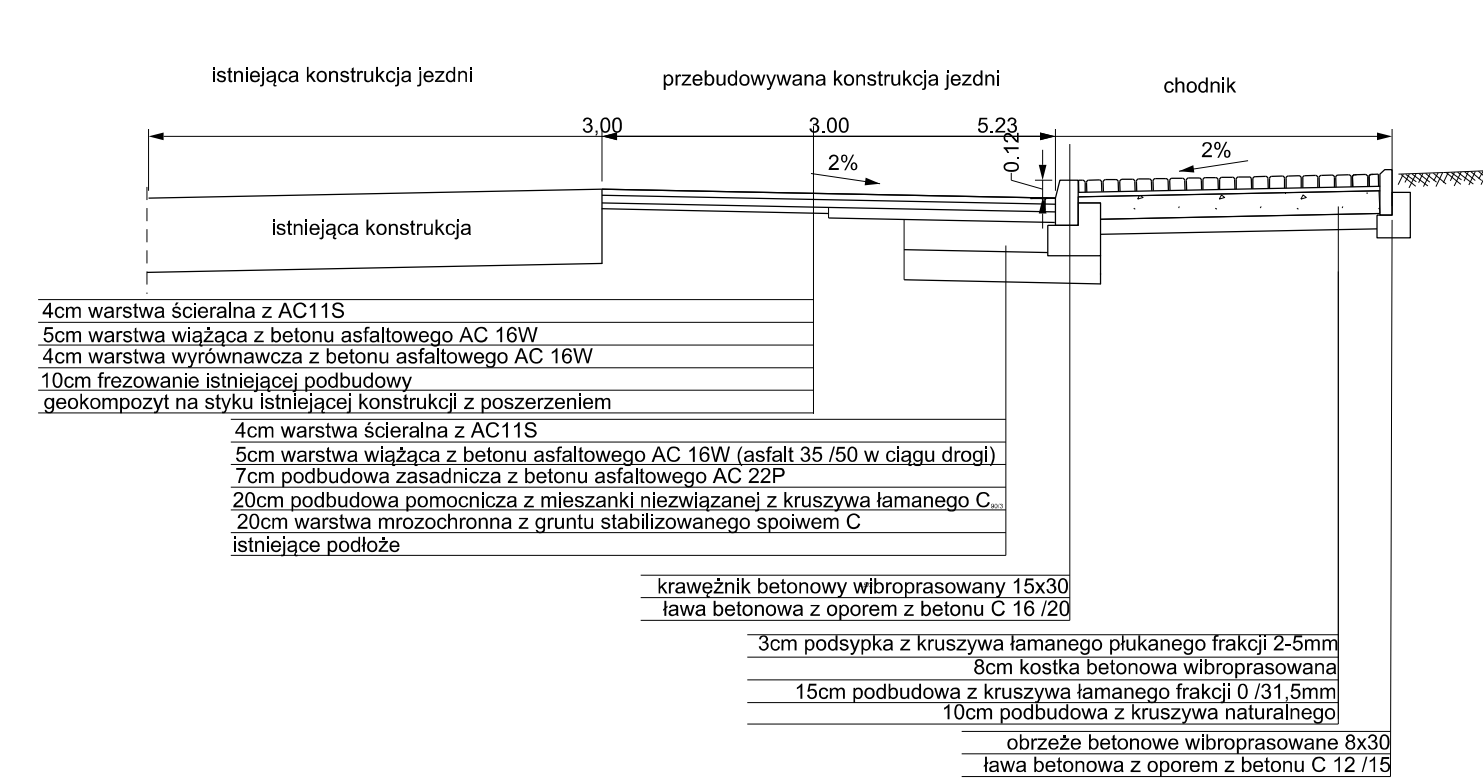 istniejąca konstrukcja jezdni
przebudowywana konstrukcja jezdni
chodnik
3,00
3.00
5.23
0.12
2%
2%
istniejąca konstrukcja
4cm warstwa ścieralna z AC11S
5cm warstwa wiążąca z betonu asfaltowego AC 16W
4cm warstwa wyrównawcza z betonu asfaltowego AC 16W
10cm frezowanie istniejącej podbudowy
geokompozyt na styku istniejącej konstrukcji z poszerzeniem
4cm warstwa ścieralna z AC11S
5cm warstwa wiążąca z betonu asfaltowego AC 16W (asfalt 35 /50 w ciągu drogi)
7cm podbudowa zasadnicza z betonu asfaltowego AC 22P
20cm podbudowa pomocnicza z mieszanki niezwiązanej z kruszywa łamanego C
20cm warstwa mrozochronna z gruntu stabilizowanego spoiwem C
istniejące podłoże
krawężnik betonowy wibroprasowany 15x30
ława betonowa z oporem z betonu C 16 /20
3cm podsypka z kruszywa łamanego płukanego frakcji 2-5mm
8cm kostka betonowa wibroprasowana
15cm podbudowa z kruszywa łamanego frakcji 0 /31,5mm
10cm podbudowa z kruszywa naturalnego
obrzeże betonowe wibroprasowane 8x30
ława betonowa z oporem z betonu C 12 /15